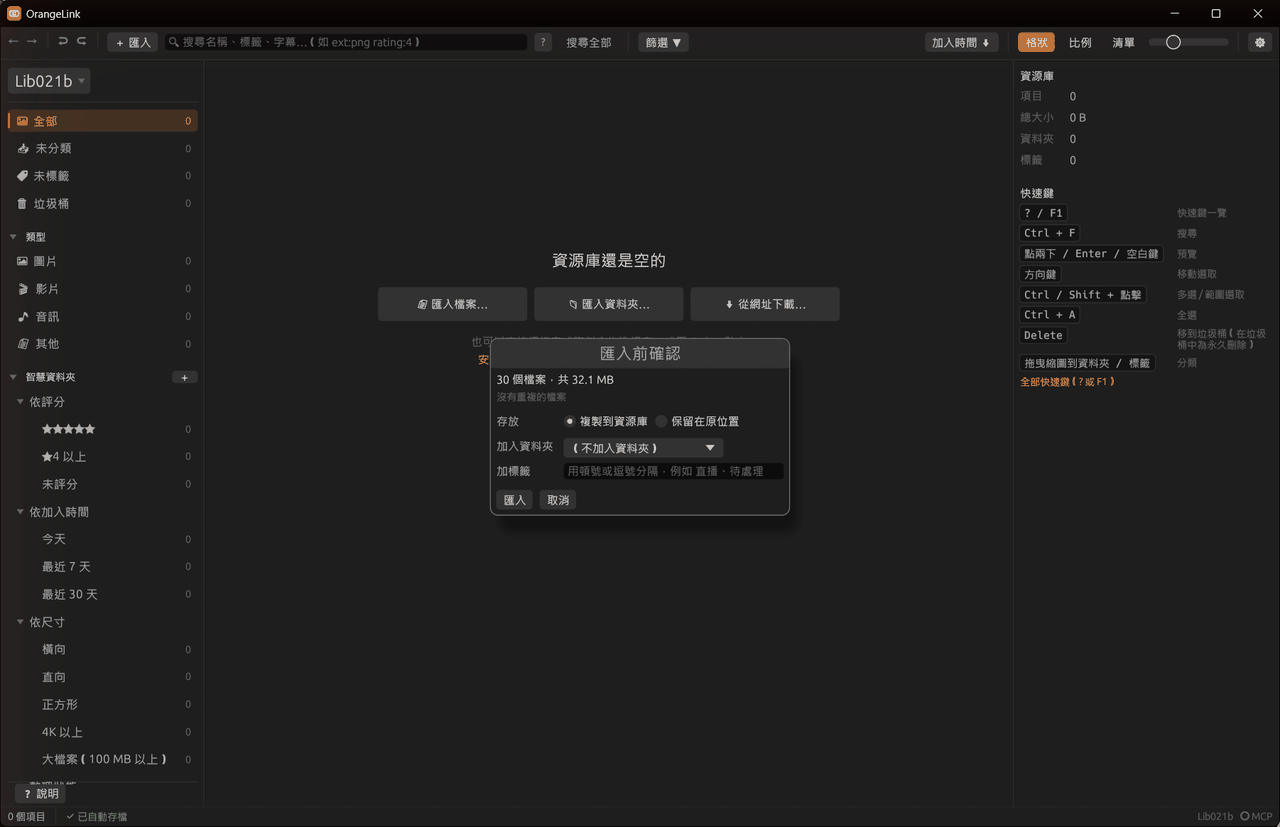 OrangeLink
+ 匯入
搜尋名稱、標籤、字幕...(如 ext:png rating:4)
?
搜尋全部
篩選 ▼
加入時間
格狀
比例
清單
Lib021b
全部 0
未分類 0
未標籤 0
垃圾桶 0
類型
圖片 0
影片 0
音訊 0
其他 0
智慧資料夾 +
依評分
★★★★★ 0
★4 以上 0
未評分 0
依加入時間
今天 0
最近 7 天 0
最近 30 天 0
依尺寸
橫向 0
直向 0
正方形 0
4K 以上 0
大檔案(100 MB 以上) 0
? 說明
0 個項目
已自動存檔
資源庫還是空的
匯入檔案...
匯入資料夾...
從網址下載...
匯入前確認
30 個檔案 · 共 32.1 MB
沒有重複的檔案
存放
複製到資源庫
保留在原位置
加入資料夾
(不加入資料夾)
加標籤
用頓號或逗號分隔,例如 直播、待處理
匯入
取消
資源庫
項目 0
總大小 0 B
資料夾 0
標籤 0
快速鍵
? / F1 快速鍵一覽
Ctrl + F 搜尋
點兩下 / Enter / 空白鍵 預覽
方向鍵 移動選取
Ctrl / Shift + 點擊 多選/範圍選取
Ctrl + A 全選
Delete 移到垃圾桶(在垃圾
桶中為永久刪除)
拖曳縮圖到資料夾 / 標籤 分類
全部快速鍵(?或 F1)
Lib021b
MCP